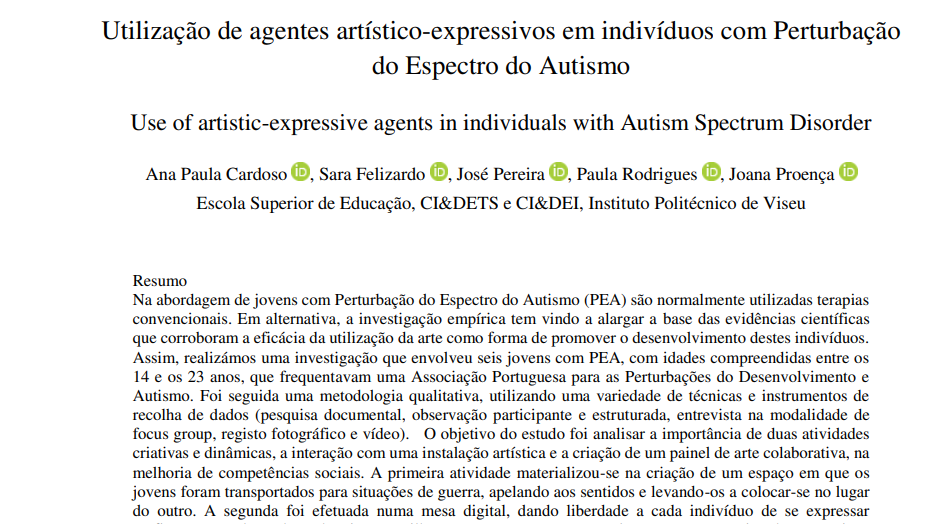 Utilização de agentes artístico-expressivos em indivíduos com Perturbação
do Espectro do Autismo
Use of artistic-expressive agents in individuals with Autism Spectrum Disorder
Ana Paula Cardoso iD, Sara Felizardo iD, José Pereira iD, Paula Rodrigues iD, Joana Proença iD
Escola Superior de Educação, CI&DETS e CI&DEI, Instituto Politécnico de Viseu
Resumo
Na abordagem de jovens com Perturbação do Espectro do Autismo (PEA) são normalmente utilizadas terapias
convencionais. Em alternativa, a investigação empírica tem vindo a alargar a base das evidências científicas
que corroboram a eficácia da utilização da arte como forma de promover o desenvolvimento destes indivíduos.
Assim, realizámos uma investigação que envolveu seis jovens com PEA, com idades compreendidas entre os
14 e os 23 anos, que frequentavam uma Associação Portuguesa para as Perturbações do Desenvolvimento e
Autismo. Foi seguida uma metodologia qualitativa, utilizando uma variedade de técnicas e instrumentos de
recolha de dados (pesquisa documental, observação participante e estruturada, entrevista na modalidade de
focus group, registo fotográfico e vídeo). O objetivo do estudo foi analisar a importância de duas atividades
criativas e dinâmicas, a interação com uma instalação artística e a criação de um painel de arte colaborativa, na
melhoria de competências sociais. A primeira atividade materializou-se na criação de um espaço em que os
jovens foram transportados para situações de guerra, apelando aos sentidos e levando-os a colocar-se no lugar
do outro. A segunda foi efetuada numa mesa digital, dando liberdade a cada indivíduo de se expressar